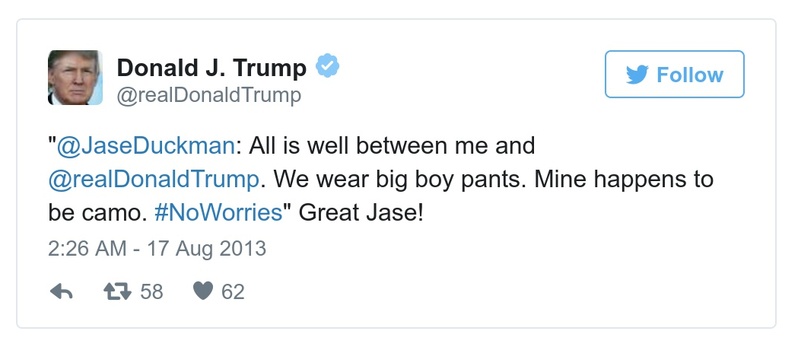 Donald J. Trump
@realDonaldTrump
Follow
"@JaseDuckman: All is well between me and
@realDonaldTrump. We wear big boy pants. Mine happens to
be camo. #NoWorries" Great Jase!
2:26 AM - 17 Aug 2013
58 62